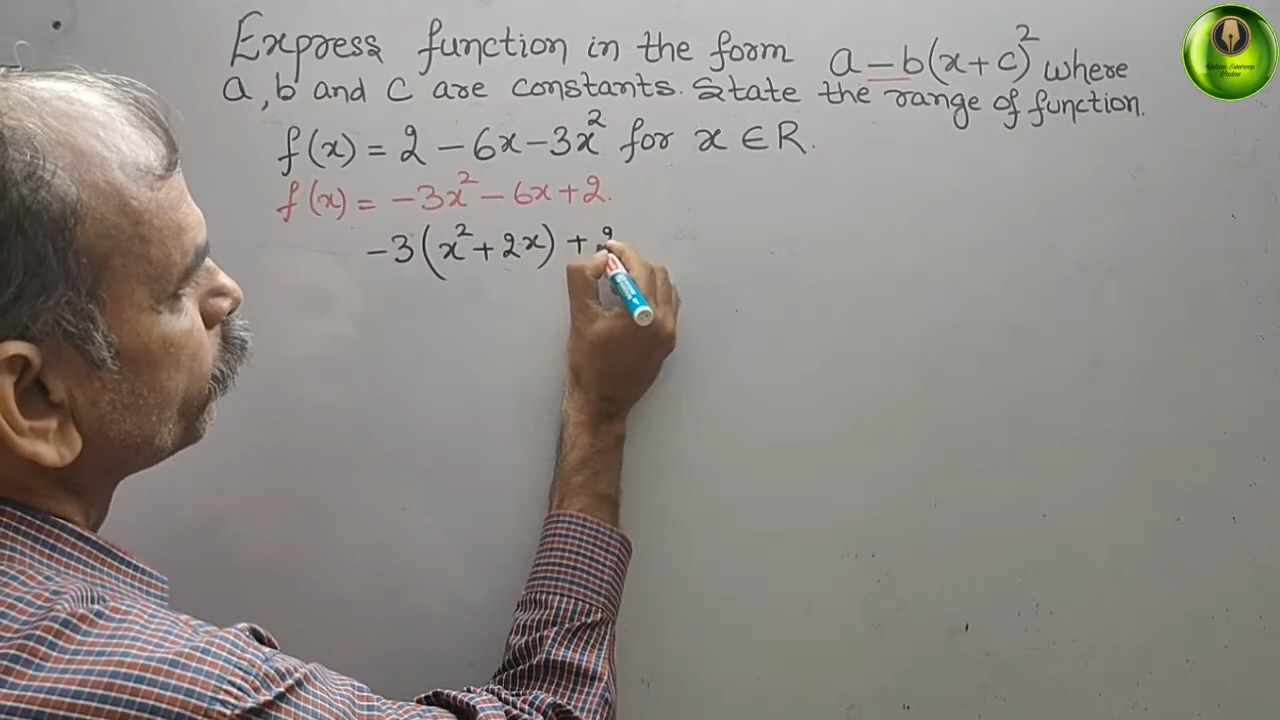 Express function in the form a-b(x+c)² where
a, b and c are constants. State the range of function.
f(x) = 2 - 6x - 3x² for x ∈ R.
f(x) = -3x² - 6x + 2.
-3(x² + 2x) + 2